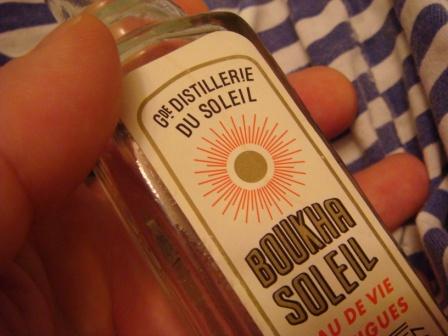 Gde DISTILLERIE
DU SOLEIL
BOUKHA
SOLEIL
AU DE VIE
IGUES